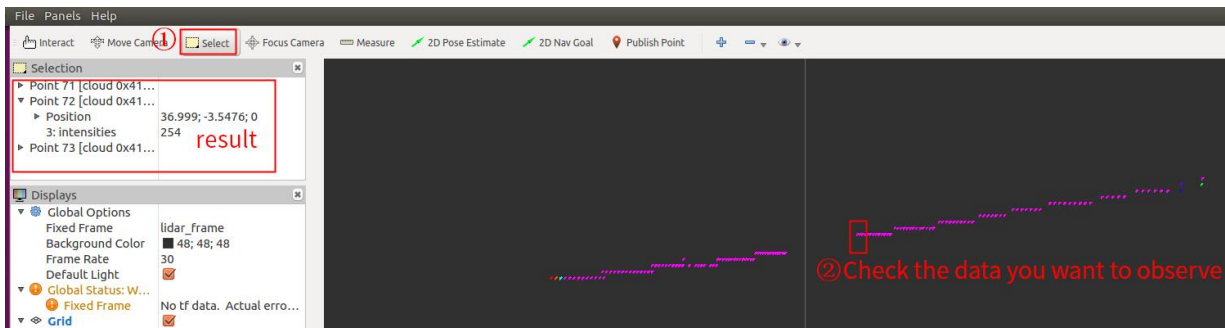 File Panels Help
① Interact Move Camera Select Focus Camera Measure 2D Pose Estimate 2D Nav Goal Publish Point
Selection
Point 71 [cloud 0x41...
Point 72 [cloud 0x41...
Position 36.999; -3.5476; 0
3: intensities 254
result
Point 73 [cloud 0x41...
Displays
Global Options
Fixed Frame lidar_frame
Background Color 48; 48; 48
Frame Rate 30
Default Light
Global Status: W...
Fixed Frame No tf data. Actual erro...
Grid
②Check the data you want to observe